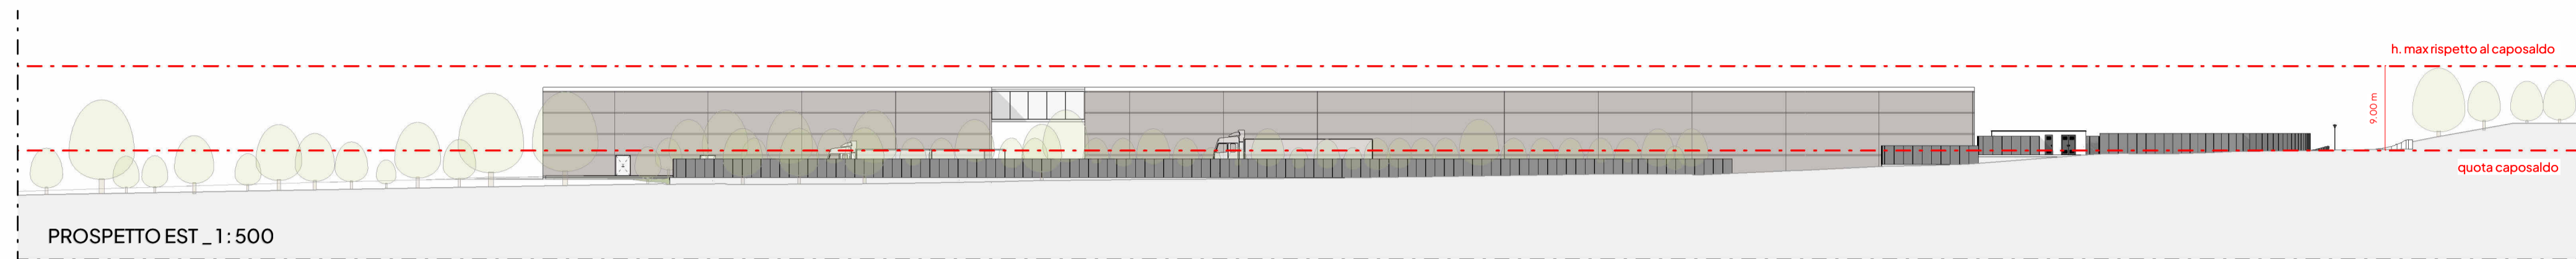 h. max rispetto al caposaldo
9.00 m
quota caposaldo
PROSPETTO EST _ 1 : 500